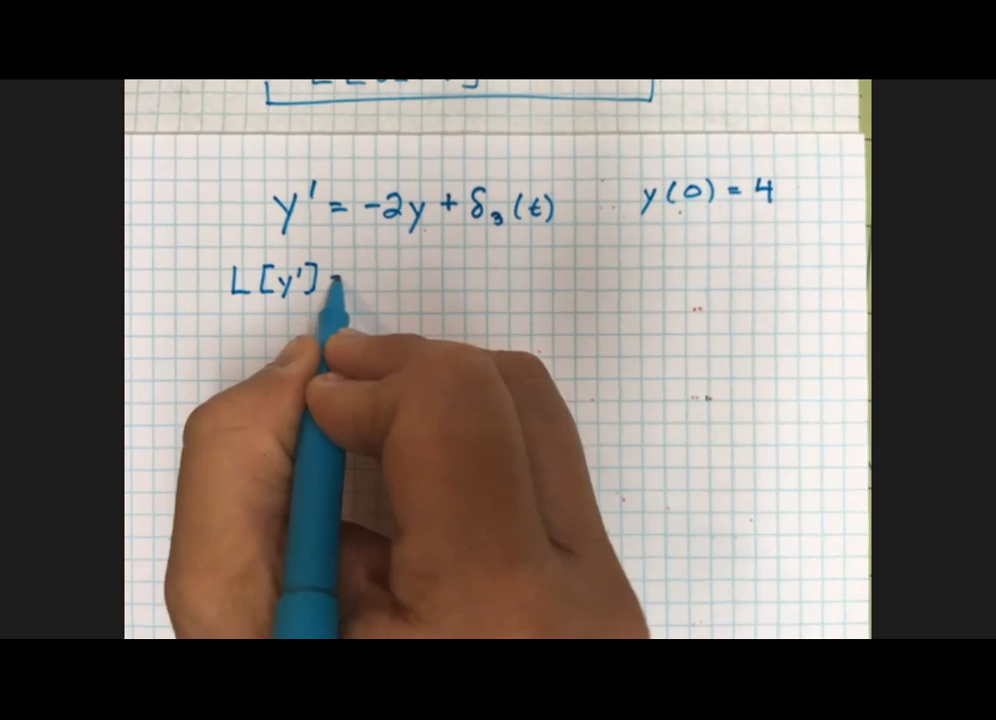 y' = -2y + δ₃(t) y(0) = 4
L[y']